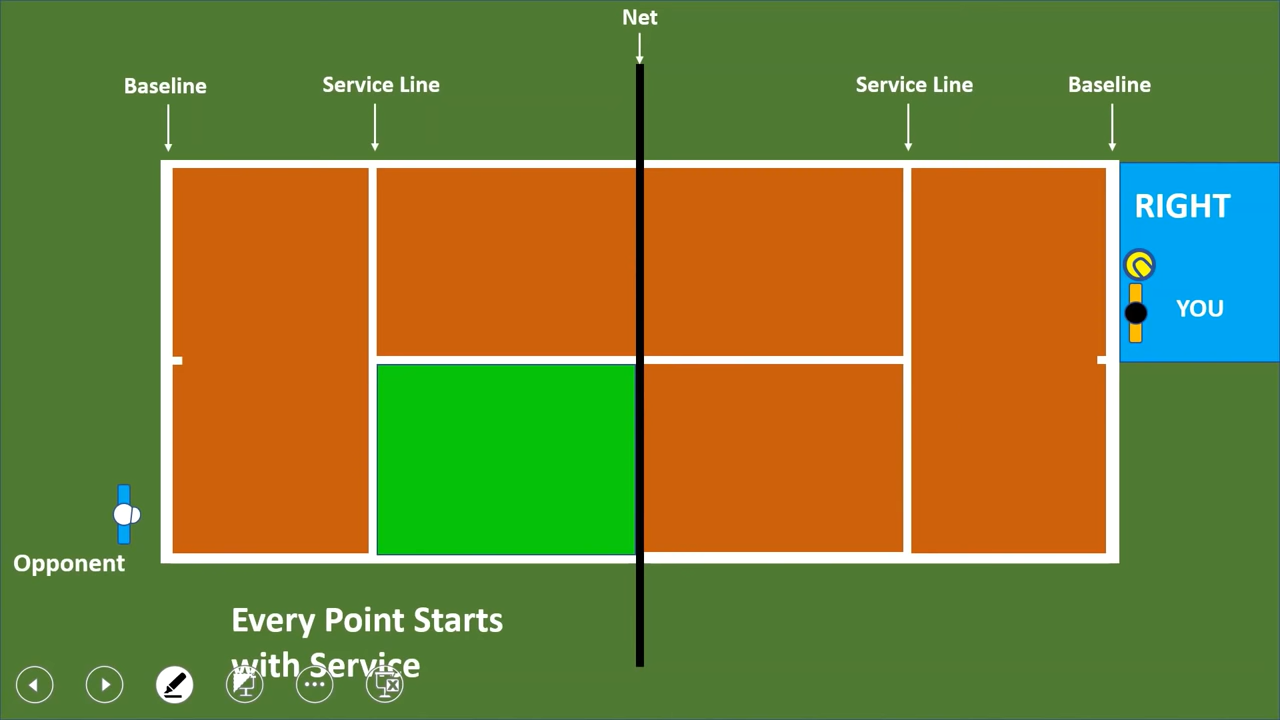 Net
Baseline
Service Line
Service Line
Baseline
RIGHT
YOU
Opponent
Every Point Starts
with Service